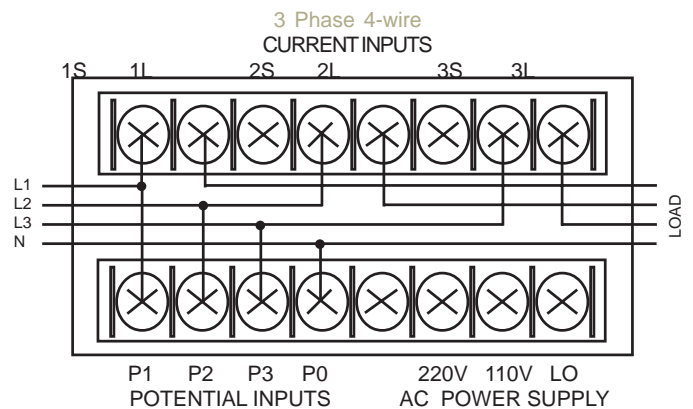 3 Phase 4-wire
CURRENT INPUTS
1S 1L 2S 2L 3S 3L
L1
L2
L3
N
LOAD
P1 P2 P3 P0 220V 110V LO
POTENTIAL INPUTS AC POWER SUPPLY